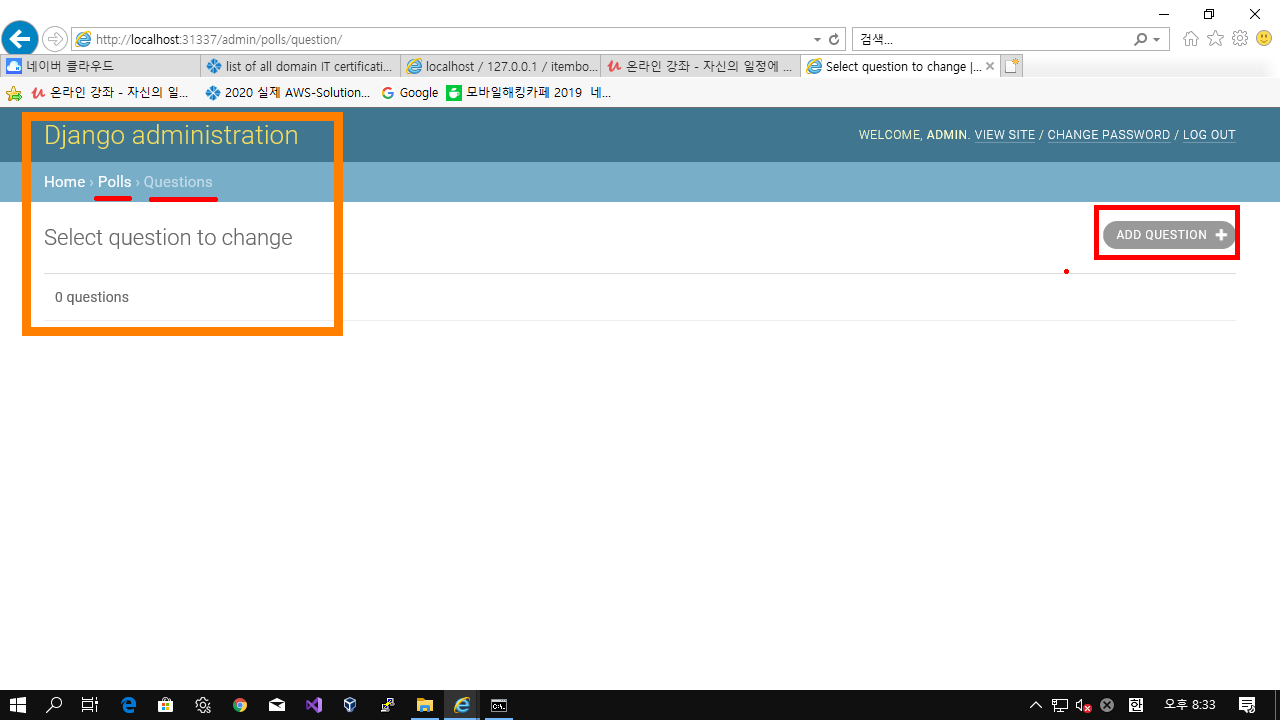 http://localhost:31337/admin/polls/question/
검색...
네이버 클라우드
list of all domain IT certificati...
localhost / 127.0.0.1 / itembo...
온라인 강좌 - 자신의 일정에 ...
Select question to change |...
온라인 강좌 - 자신의 일...
2020 실제 AWS-Solution...
Google
모바일해킹카페 2019 네...
Django administration
WELCOME, ADMIN. VIEW SITE / CHANGE PASSWORD / LOG OUT
Home › Polls › Questions
Select question to change
ADD QUESTION +
0 questions
한
오후 8:33